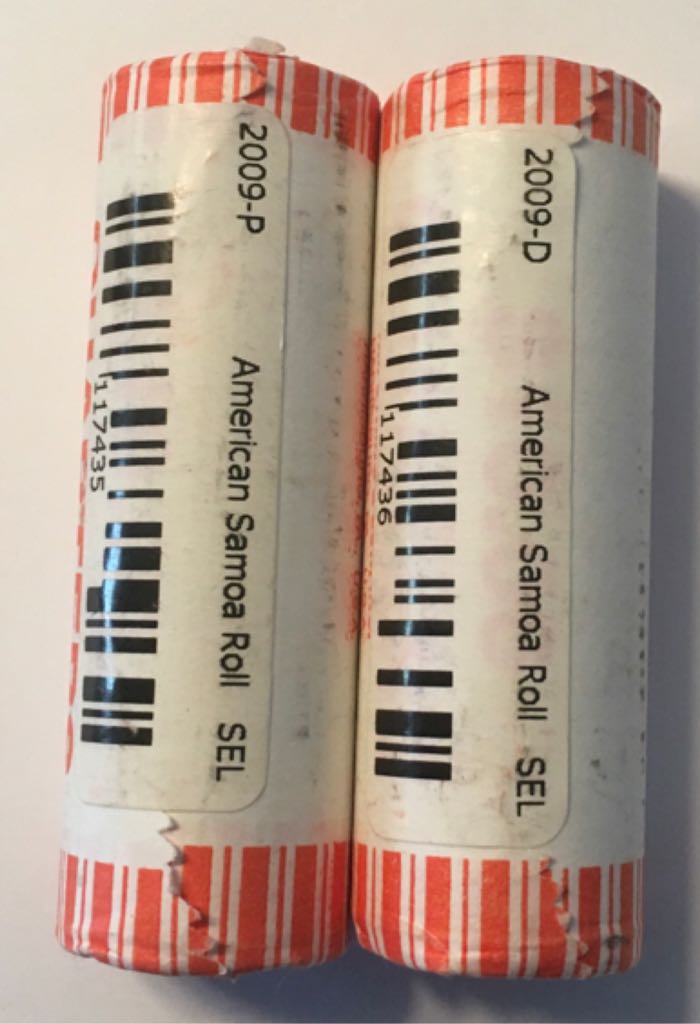 2009-P American Samoa Roll SEL
117435
2009-D American Samoa Roll SEL
117436